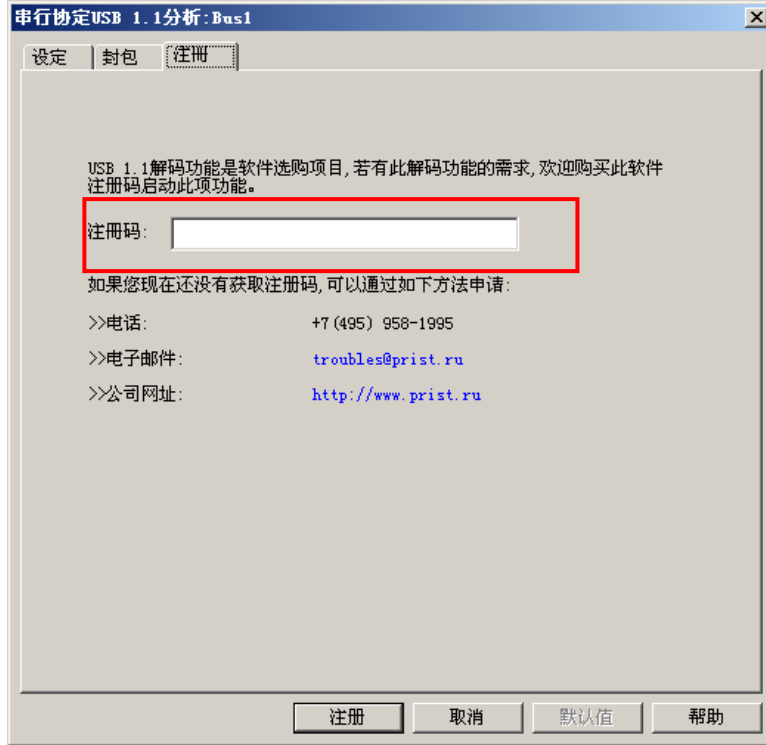 串行协定USB 1.1分析:Bus1
设定 封包 注册
USB 1.1解码功能是软件选购项目,若有此解码功能的需求,欢迎购买此软件
注册码启动此项功能。
注册码:
如果您现在还没有获取注册码,可以通过如下方法申请:
>>电话: +7(495) 958-1995
>>电子邮件: troubles@prist.ru
>>公司网址: http://www.prist.ru
注册 取消 默认值 帮助